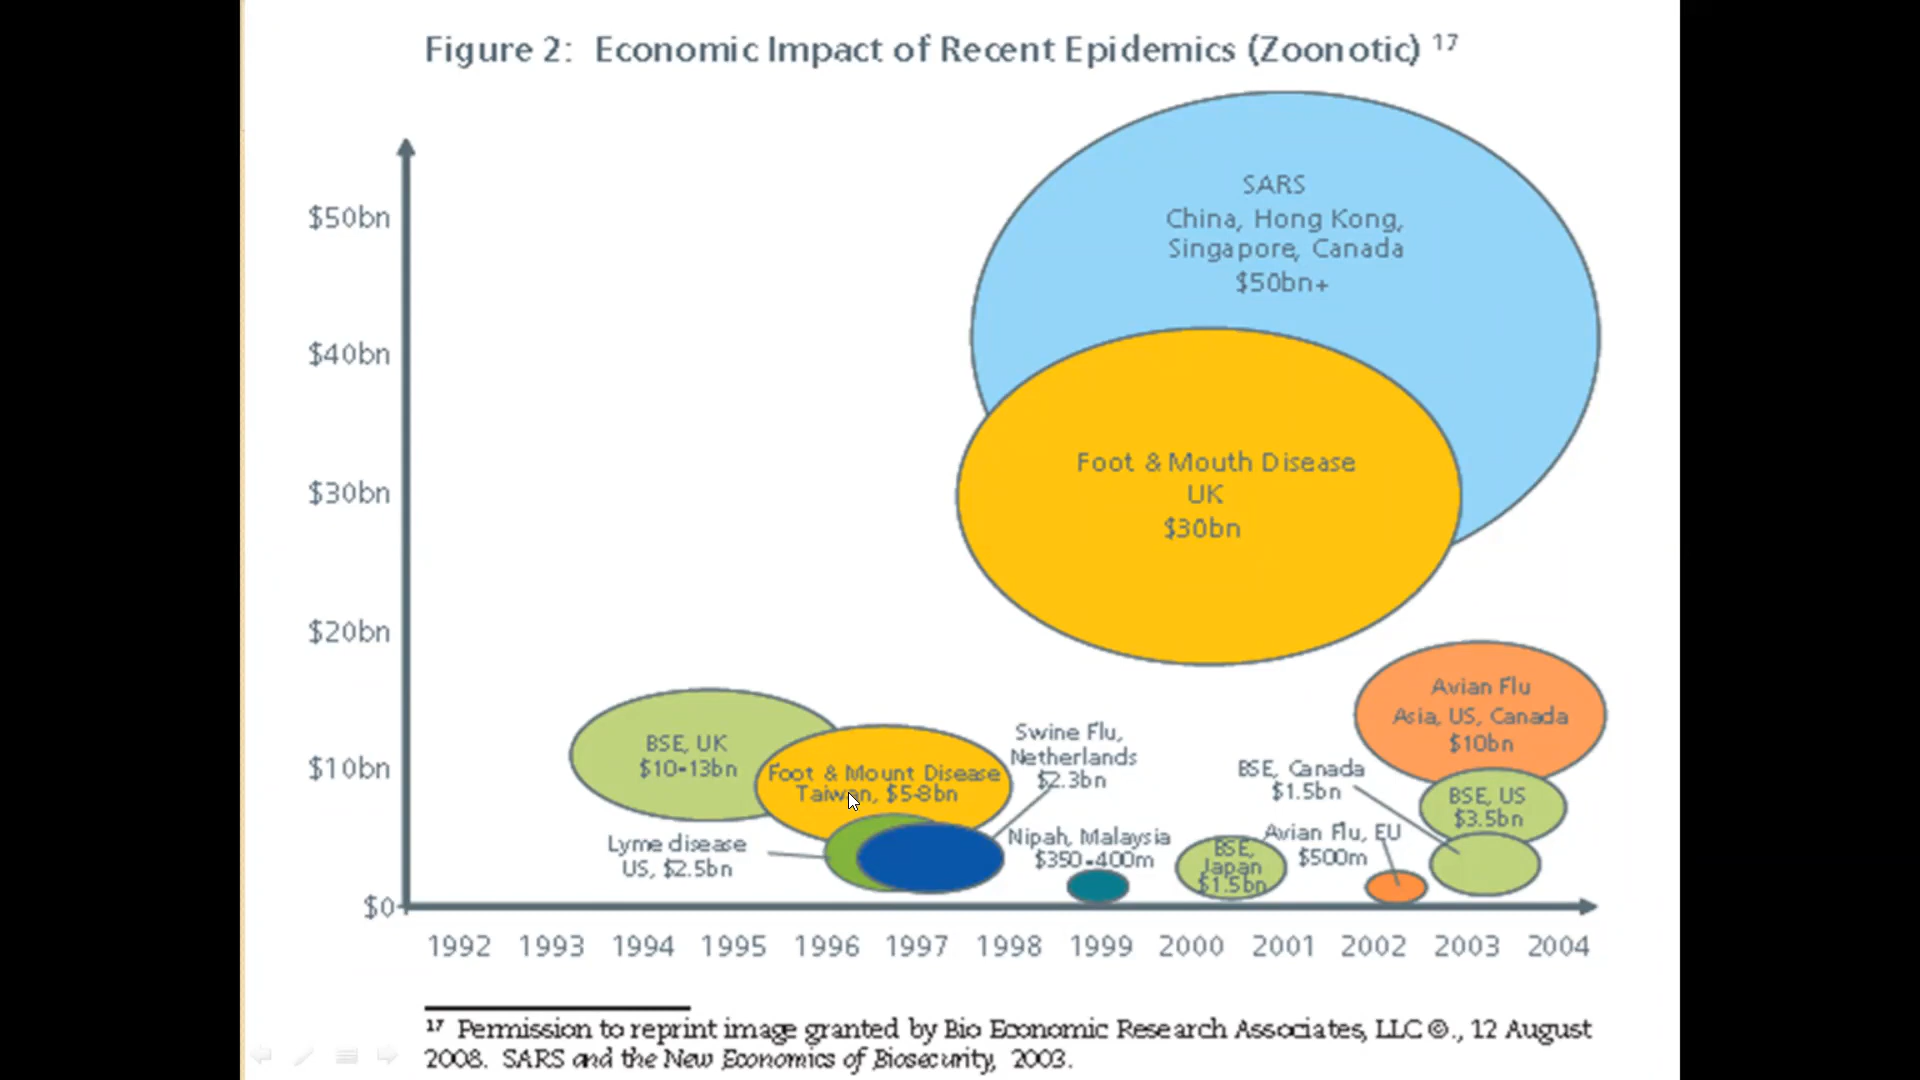 Figure 2: Economic Impact of Recent Epidemics (Zoonotic) 17
$50bn
$40bn
$30bn
$20bn
$10bn
$0
SARS
China, Hong Kong,
Singapore, Canada
$50bn+
Foot & Mouth Disease
UK
$30bn
Avian Flu
Asia, US, Canada
$10bn
BSE, UK
$10-13bn
Foot & Mount Disease
Taiwan, $5-8bn
Swine Flu,
Netherlands
$2.3bn
BSE, Canada
$1.5bn
BSE, US
$3.5bn
Lyme disease
US, $2.5bn
Nipah, Malaysia
$350-400m
BSE,
Japan
$1.5bn
Avian Flu, EU
$500m
1992 1993 1994 1995 1996 1997 1998 1999 2000 2001 2002 2003 2004
17 Permission to reprint image granted by Bio Economic Research Associates, LLC ©., 12 August
2008. SARS and the New Economics of Biosecurity, 2003.